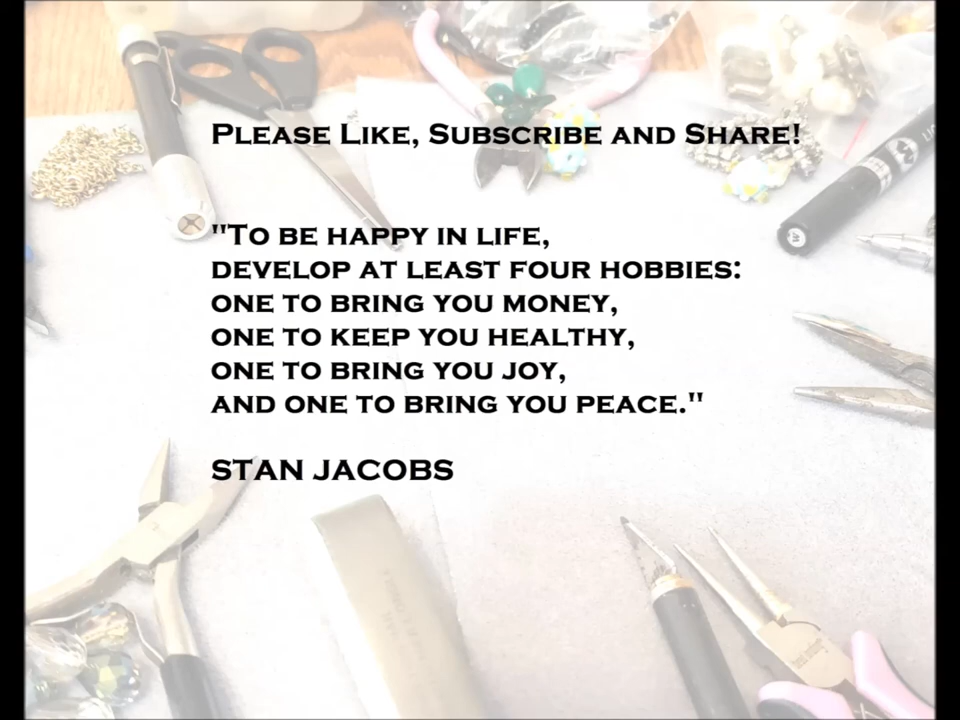 Please Like, Subscribe and Share!
"To be happy in life,
develop at least four hobbies:
one to bring you money,
one to keep you healthy,
one to bring you joy,
and one to bring you peace."
STAN JACOBS